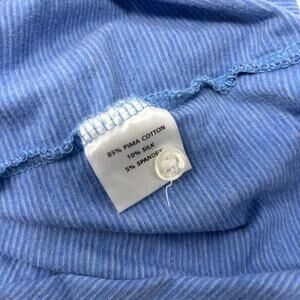 85% PIMA COTTON
10% SILK
5% SPANDEX